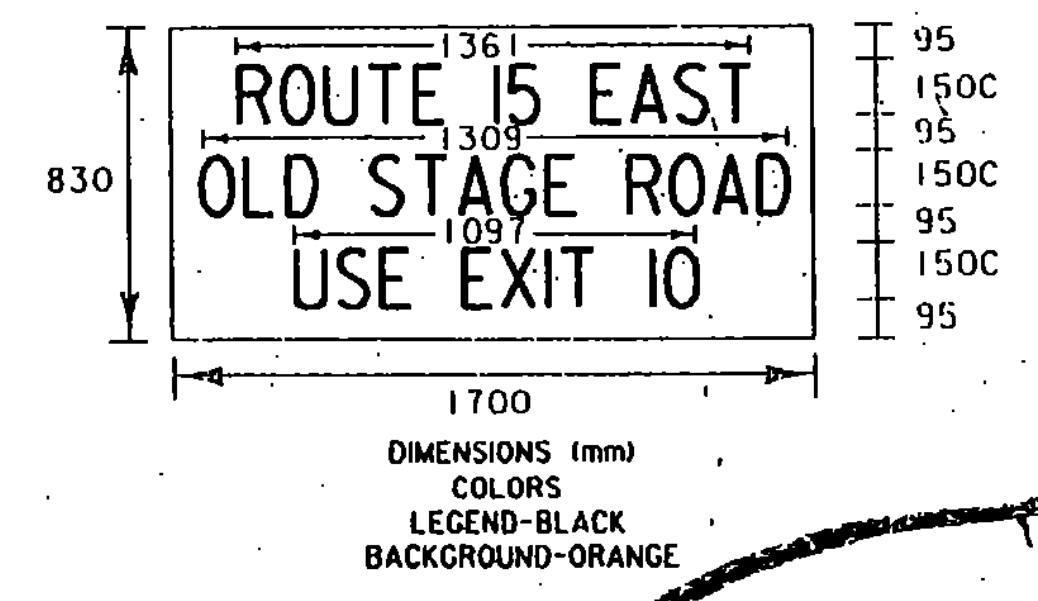 1361
95
ROUTE 15 EAST
150C
1309
95
830
OLD STAGE ROAD
150C
1097
95
USE EXIT 10
150C
95
1700
DIMENSIONS (mm)
COLORS
LEGEND-BLACK
BACKGROUND-ORANGE